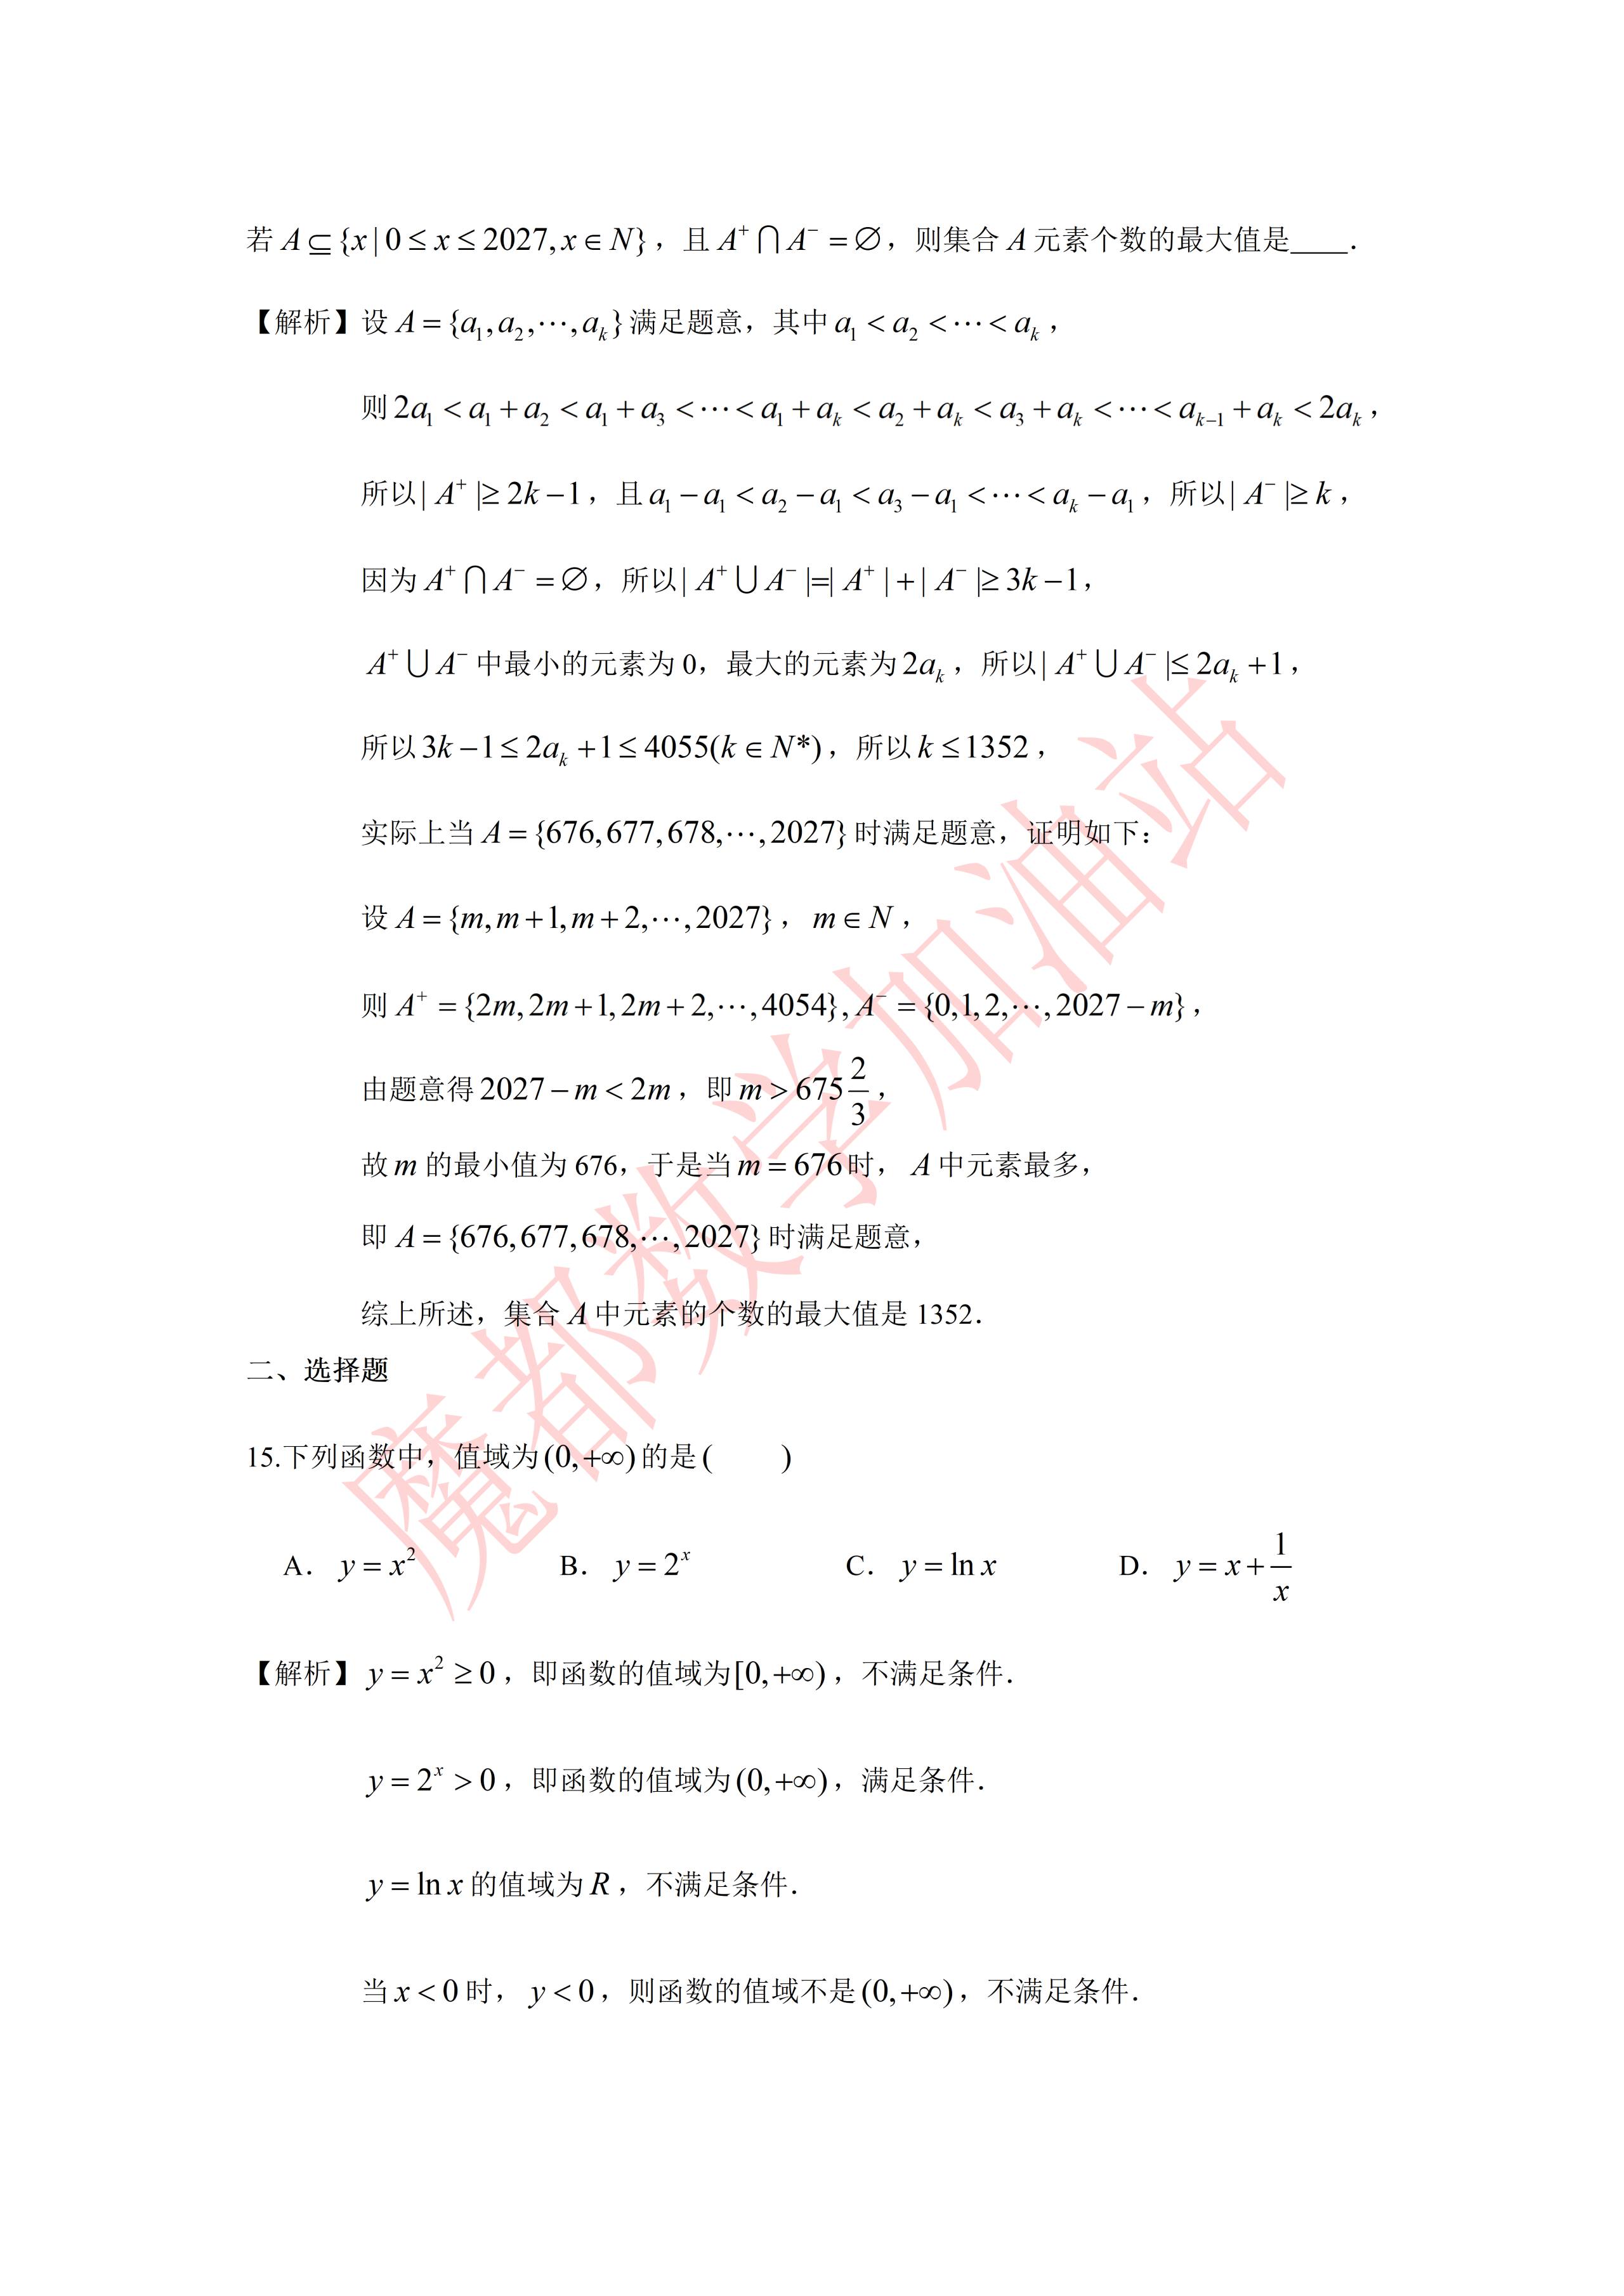 若 A ⊆ {x | 0 ≤ x ≤ 2027, x ∈ N}，且 A⁺ ⋂ A⁻ = ∅，则集合 A 元素个数的最大值是____．
【解析】设 A = {a₁, a₂, ⋯, aₖ} 满足题意，其中 a₁ < a₂ < ⋯ < aₖ，
则 2a₁ < a₁ + a₂ < a₁ + a₃ < ⋯ < a₁ + aₖ < a₂ + aₖ < a₃ + aₖ < ⋯ < aₖ₋₁ + aₖ < 2aₖ，
所以 | A⁺ |≥ 2k − 1，且 a₁ − a₁ < a₂ − a₁ < a₃ − a₁ < ⋯ < aₖ − a₁，所以 | A⁻ |≥ k，
因为 A⁺ ⋂ A⁻ = ∅，所以 | A⁺ ⋃ A⁻ |=| A⁺ | + | A⁻ |≥ 3k − 1，
A⁺ ⋃ A⁻ 中最小的元素为 0，最大的元素为 2aₖ，所以 | A⁺ ⋃ A⁻ |≤ 2aₖ + 1，
所以 3k − 1 ≤ 2aₖ + 1 ≤ 4055(k ∈ N*)，所以 k ≤ 1352，
实际上当 A = {676, 677, 678, ⋯, 2027} 时满足题意，证明如下：
设 A = {m, m + 1, m + 2, ⋯, 2027}，m ∈ N，
则 A⁺ = {2m, 2m + 1, 2m + 2, ⋯, 4054}, A⁻ = {0, 1, 2, ⋯, 2027 − m}，
由题意得 2027 − m < 2m，即 m > 675 2/3，
故 m 的最小值为 676，于是当 m = 676 时，A 中元素最多，
即 A = {676, 677, 678, ⋯, 2027} 时满足题意，
综上所述，集合 A 中元素的个数的最大值是 1352．
二、选择题
15.下列函数中，值域为 (0, +∞) 的是 (　　)
A． y = x²　B． y = 2ˣ　C． y = ln x　D． y = x + 1/x
【解析】y = x² ≥ 0，即函数的值域为 [0, +∞)，不满足条件．
y = 2ˣ > 0，即函数的值域为 (0, +∞)，满足条件．
y = ln x 的值域为 R，不满足条件．
当 x < 0 时，y < 0，则函数的值域不是 (0, +∞)，不满足条件．
魔都数学加油站